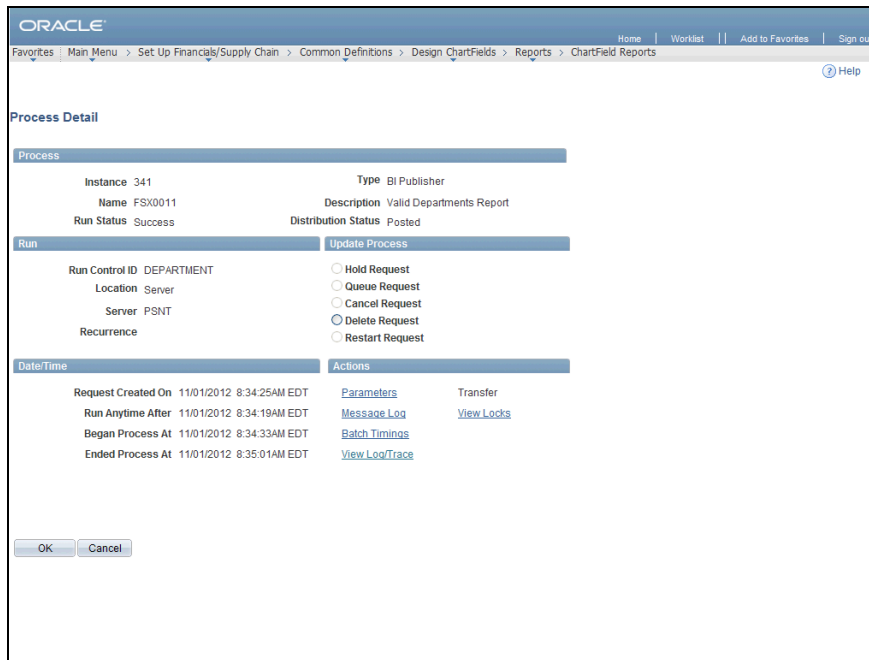 ORACLE
Home | Worklist || Add to Favorites | Sign ou
Favorites Main Menu > Set Up Financials/Supply Chain > Common Definitions > Design ChartFields > Reports > ChartField Reports
? Help
Process Detail
Process
Instance 341 Type BI Publisher
Name FSX0011 Description Valid Departments Report
Run Status Success Distribution Status Posted
Run Update Process
Run Control ID DEPARTMENT Hold Request
Location Server Queue Request
Server PSNT Cancel Request
Recurrence Delete Request
Restart Request
Date/Time Actions
Request Created On 11/01/2012 8:34:25AM EDT Parameters Transfer
Run Anytime After 11/01/2012 8:34:19AM EDT Message Log View Locks
Began Process At 11/01/2012 8:34:33AM EDT Batch Timings
Ended Process At 11/01/2012 8:35:01AM EDT View Log/Trace
OK Cancel